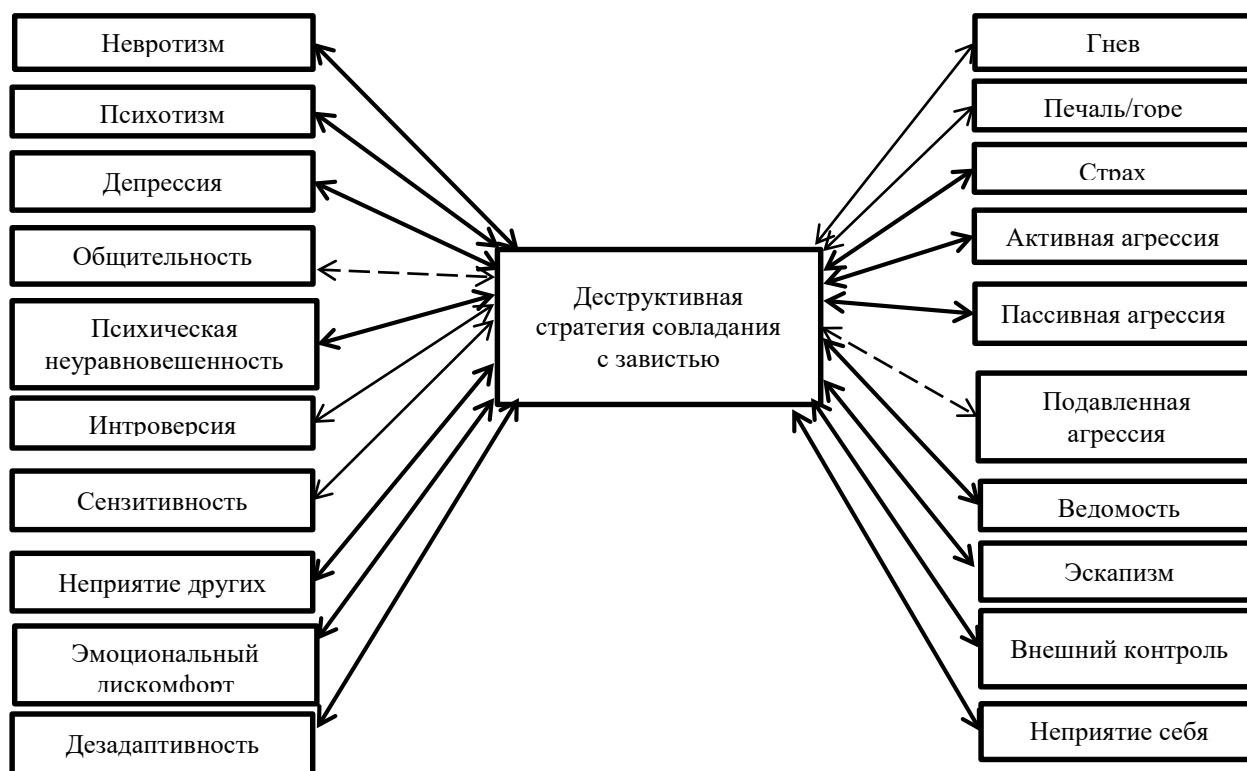 Невротизм
Психотизм
Депрессия
Общительность
Психическая
неуравновешенность
Интроверсия
Сензитивность
Неприятие других
Эмоциональный
дискомфорт
Дезадаптивность
Деструктивная
стратегия совладания
с завистью
Гнев
Печаль/горе
Страх
Активная агрессия
Пассивная агрессия
Подавленная
агрессия
Ведомость
Эскапизм
Внешний контроль
Неприятие себя